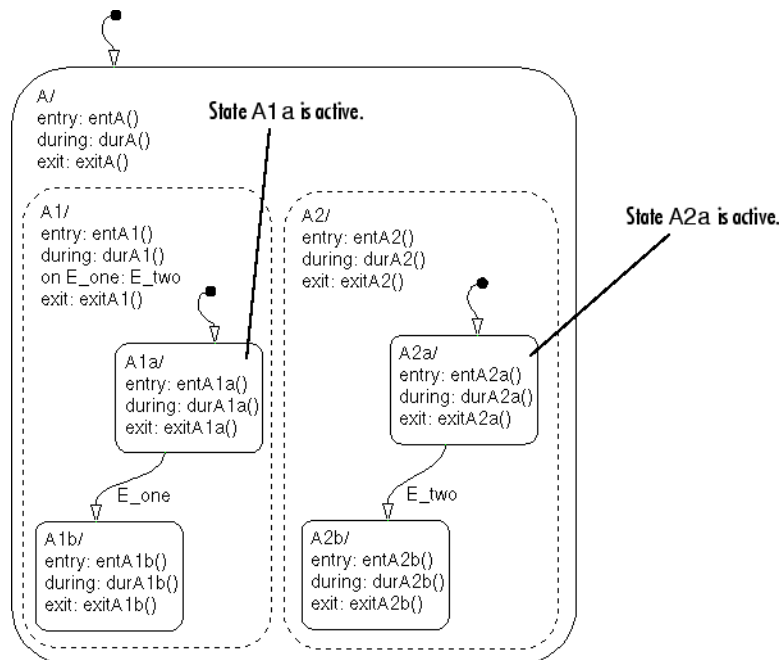 A/
entry: entA()
during: durA()
exit: exitA()
State A1a is active.
State A2a is active.
A1/
entry: entA1()
during: durA1()
on E_one: E_two
exit: exitA1()
A2/
entry: entA2()
during: durA2()
exit: exitA2()
A1a/
entry: entA1a()
during: durA1a()
exit: exitA1a()
A2a/
entry: entA2a()
during: durA2a()
exit: exitA2a()
E_one
E_two
A1b/
entry: entA1b()
during: durA1b()
exit: exitA1b()
A2b/
entry: entA2b()
during: durA2b()
exit: exitA2b()